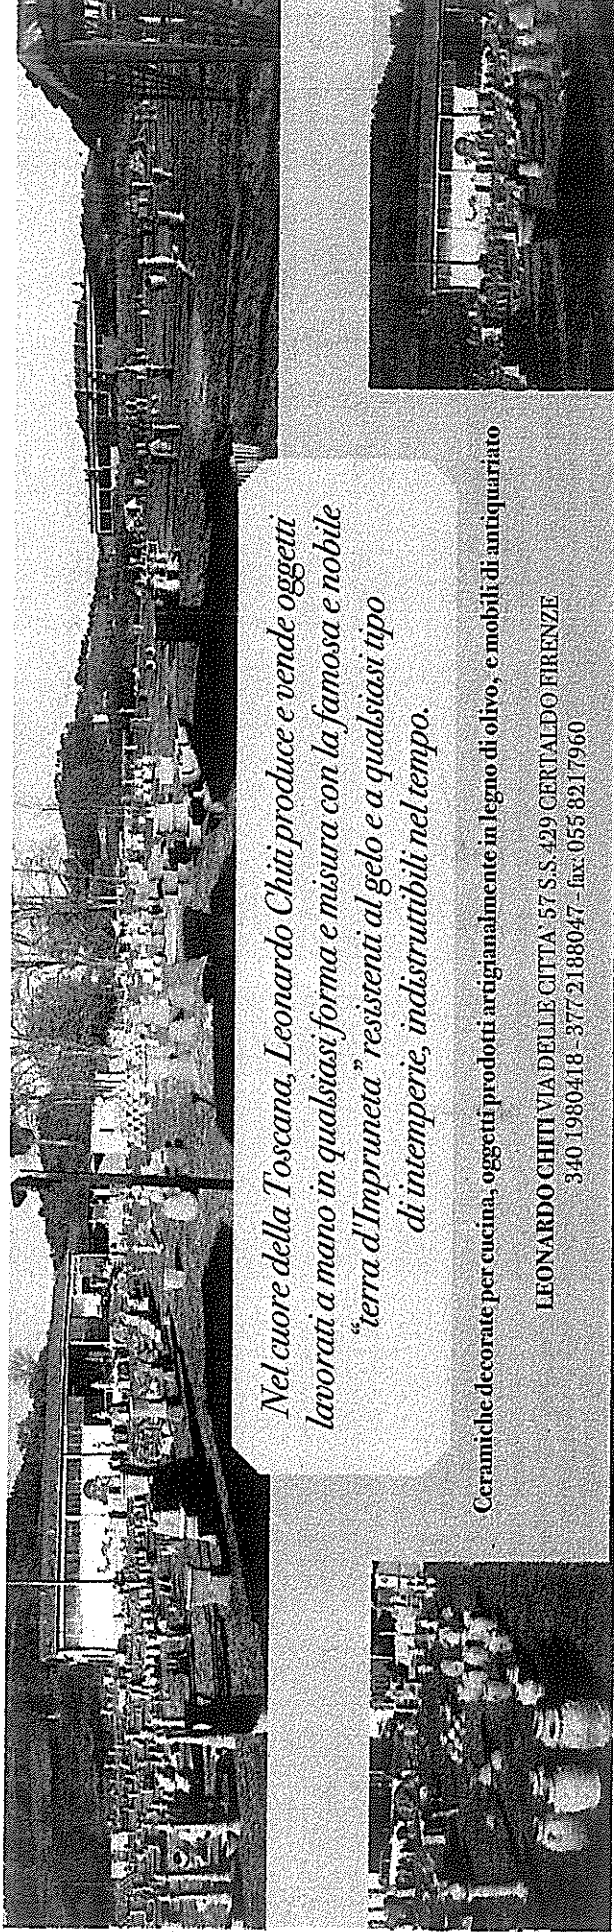 Nel cuore della Toscana, Leonardo Chiti produce e vende oggetti
lavorati a mano in qualsiasi forma e misura con la famosa e nobile
“terra d'Impruneta” resistenti al gelo e a qualsiasi tipo
di intemperie, indistruttibili nel tempo.
Ceramiche decorate per cucina, oggetti prodotti artigianalmente in legno di olivo, e mobili di antiquariato
LEONARDO CHITI VIA DELLE CITTA' 57 S.S. 429 CERTALDO FIRENZE
340 1980418 - 377 2188047 - fax: 055 8217960